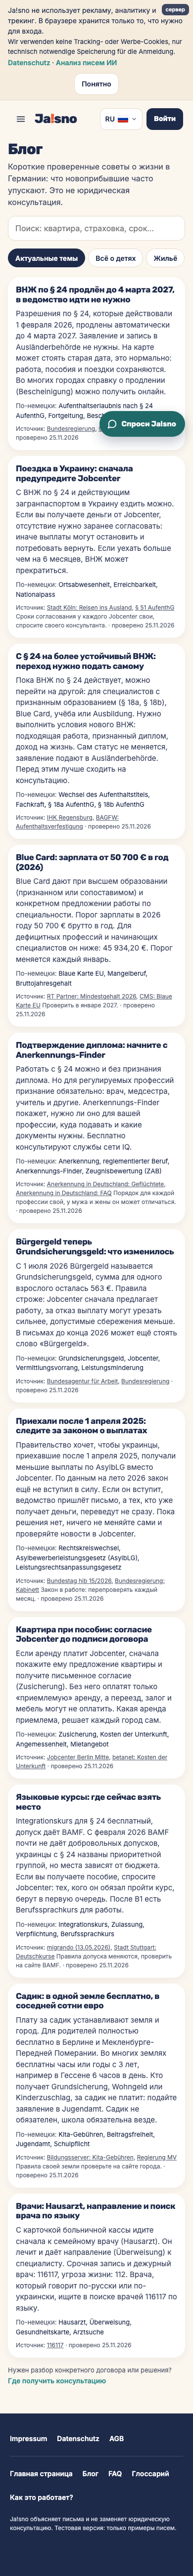 Ja!sno не использует рекламу, аналитику и
трекинг. В браузере хранится только то, что нужно
для входа.
сервер
Wir verwenden keine Tracking- oder Werbe-Cookies, nur
technisch notwendige Speicherung für die Anmeldung.
Datenschutz · Анализ писем ИИ
Понятно
Ja!sno
RU
Войти
Блог
Короткие проверенные советы о жизни в
Германии: что новоприбывшие часто
упускают. Это не юридическая
консультация.
Поиск: квартира, страховка, срок…
Актуальные темы
Всё о детях
Жильё
ВНЖ по § 24 продлён до 4 марта 2027,
в ведомство идти не нужно
Разрешения по § 24, которые действовали
1 февраля 2026, продлены автоматически
до 4 марта 2027. Заявление и запись в
Ausländerbehörde не нужны. На карте
может стоять старая дата, это нормально:
работа, пособия и поездки сохраняются.
Во многих городах справку о продлении
(Bescheinigung) можно получить онлайн.
По-немецки: Aufenthaltserlaubnis nach § 24
AufenthG, Fortgeltung,
Источник: Bundesregierung,
проверено 25.11.2026
Спроси Ja!sno
Поездка в Украину: сначала
предупредите Jobcenter
С ВНЖ по § 24 и действующим
загранпаспортом в Украину ездить можно.
Если вы получаете деньги от Jobcenter,
отсутствие нужно заранее согласовать:
иначе выплаты могут остановить и
потребовать вернуть. Если уехать больше
чем на 6 месяцев, ВНЖ может
прекратиться.
По-немецки: Ortsabwesenheit, Erreichbarkeit,
Nationalpass
Источник: Stadt Köln: Reisen ins Ausland, § 51 AufenthG
Сроки согласования у каждого Jobcenter свои,
спросите своего консультанта. · проверено 25.11.2026
С § 24 на более устойчивый ВНЖ:
переход нужно подать самому
Пока ВНЖ по § 24 действует, можно
перейти на другой: для специалистов с
признанным образованием (§ 18a, § 18b),
Blue Card, учёба или Ausbildung. Нужно
выполнить условия нового ВНЖ:
подходящая работа, признанный диплом,
доход на жизнь. Сам статус не меняется,
заявление подают в Ausländerbehörde.
Перед этим лучше сходить на
консультацию.
По-немецки: Wechsel des Aufenthaltstitels,
Fachkraft, § 18a AufenthG, § 18b AufenthG
Источник: IHK Regensburg, BAGFW:
Aufenthaltsverfestigung · проверено 25.11.2026
Blue Card: зарплата от 50 700 € в год
(2026)
Blue Card дают при высшем образовании
(признанном или сопоставимом) и
конкретном предложении работы по
специальности. Порог зарплаты в 2026
году 50 700 € брутто в год. Для
дефицитных профессий и начинающих
специалистов он ниже: 45 934,20 €. Порог
меняется каждый январь.
По-немецки: Blaue Karte EU, Mangelberuf,
Bruttojahresgehalt
Источник: RT Partner: Mindestgehalt 2026, CMS: Blaue
Karte EU Проверить в январе 2027. · проверено
25.11.2026
Подтверждение диплома: начните с
Anerkennungs-Finder
Работать с § 24 можно и без признания
диплома. Но для регулируемых профессий
признание обязательно: врач, медсестра,
учитель и другие. Anerkennungs-Finder
покажет, нужно ли оно для вашей
профессии, куда подавать и какие
документы нужны. Бесплатно
консультируют службы сети IQ.
По-немецки: Anerkennung, reglementierter Beruf,
Anerkennungs-Finder, Zeugnisbewertung (ZAB)
Источник: Anerkennung in Deutschland: Geflüchtete,
Anerkennung in Deutschland: FAQ Порядок для каждой
профессии свой, у мужа и жены он может отличаться.
· проверено 25.11.2026
Bürgergeld теперь
Grundsicherungsgeld: что изменилось
С 1 июля 2026 Bürgergeld называется
Grundsicherungsgeld, сумма для одного
взрослого осталась 563 €. Правила
строже: Jobcenter сначала предлагает
работу, за отказ выплату могут урезать
сильнее, допустимые сбережения меньше.
В письмах до конца 2026 может ещё стоять
слово «Bürgergeld».
По-немецки: Grundsicherungsgeld, Jobcenter,
Vermittlungsvorrang, Leistungsminderung
Источник: Bundesagentur für Arbeit, Bundesregierung ·
проверено 25.11.2026
Приехали после 1 апреля 2025:
следите за законом о выплатах
Правительство хочет, чтобы украинцы,
приехавшие после 1 апреля 2025, получали
меньшие выплаты по AsylbLG вместо
Jobcenter. По данным на лето 2026 закон
ещё не вступил в силу. Если он вступит,
ведомство пришлёт письмо, а тех, кто уже
получает деньги, переведут не сразу. Пока
решения нет, ничего не меняйте сами и
проверяйте новости в Jobcenter.
По-немецки: Rechtskreiswechsel,
Asylbewerberleistungsgesetz (AsylbLG),
Leistungsrechtsanpassungsgesetz
Источник: Bundestag hib 15/2026, Bundesregierung:
Kabinett Закон в работе: перепроверять каждый
месяц. · проверено 25.11.2026
Квартира при пособии: согласие
Jobcenter до подписи договора
Если аренду платит Jobcenter, сначала
покажите ему предложение квартиры и
получите письменное согласие
(Zusicherung). Без него оплатят только
«приемлемую» аренду, а переезд, залог и
мебель могут не оплатить. Какая аренда
приемлема, решает каждый город сам.
По-немецки: Zusicherung, Kosten der Unterkunft,
Angemessenheit, Mietangebot
Источник: Jobcenter Berlin Mitte, betanet: Kosten der
Unterkunft · проверено 25.11.2026
Языковые курсы: где сейчас взять
место
Integrationskurs для § 24 бесплатный,
допуск даёт BAMF. С февраля 2026 BAMF
почти не даёт добровольных допусков,
украинцы с § 24 названы приоритетной
группой, но места зависят от бюджета.
Если вы получаете пособие, спросите
Jobcenter: тех, кого он обязал пройти курс,
берут в первую очередь. После B1 есть
Berufssprachkurs для работы.
По-немецки: Integrationskurs, Zulassung,
Verpflichtung, Berufssprachkurs
Источник: migrando (13.05.2026), Stadt Stuttgart:
Deutschkurse Правила допуска меняются, проверить
на сайте BAMF. · проверено 25.11.2026
Садик: в одной земле бесплатно, в
соседней сотни евро
Плату за садик устанавливают земля и
город. Для родителей полностью
бесплатно в Берлине и Мекленбурге-
Передней Померании. Во многих землях
бесплатны часы или годы с 3 лет,
например в Гессене 6 часов в день. Кто
получает Grundsicherung, Wohngeld или
Kinderzuschlag, за садик не платит: подайте
заявление в Jugendamt. Садик не
обязателен, школа обязательна везде.
По-немецки: Kita-Gebühren, Beitragsfreiheit,
Jugendamt, Schulpflicht
Источник: Bildungsserver: Kita-Gebühren, Regierung MV
Правила своей земли проверьте на сайте города. ·
проверено 25.11.2026
Врачи: Hausarzt, направление и поиск
врача по языку
С карточкой больничной кассы идите
сначала к семейному врачу (Hausarzt). Он
лечит и даёт направление (Überweisung) к
специалисту. Срочная запись и дежурный
врач: 116117, угроза жизни: 112. Врача,
который говорит по-русски или по-
украински, ищите в поиске врачей 116117
по языку.
По-немецки: Hausarzt, Überweisung,
Gesundheitskarte, Arztsuche
Источник: 116117 · проверено 25.11.2026
Нужен разбор конкретного договора или решения?
Где получить консультацию
Impressum
Datenschutz
AGB
Главная страница
Блог
FAQ
Глоссарий
Как это работает?
Ja!sno объясняет письма и не заменяет юридическую
консультацию. Тестовая версия: только примеры писем.